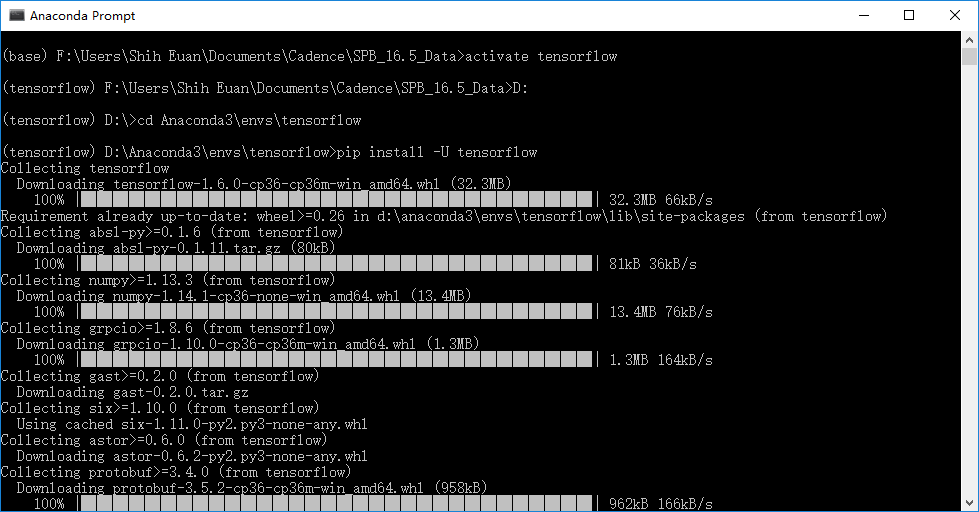 Anaconda Prompt
(base) F:\Users\Shih Euan\Documents\Cadence\SPB_16.5_Data>activate tensorflow
(tensorflow) F:\Users\Shih Euan\Documents\Cadence\SPB_16.5_Data>D:
(tensorflow) D:\>cd Anaconda3\envs\tensorflow
(tensorflow) D:\Anaconda3\envs\tensorflow>pip install -U tensorflow
Collecting tensorflow
  Downloading tensorflow-1.6.0-cp36-cp36m-win_amd64.whl (32.3MB)
    100% |████████████████████████████████| 32.3MB 66kB/s
Requirement already up-to-date: wheel>=0.26 in d:\anaconda3\envs\tensorflow\lib\site-packages (from tensorflow)
Collecting absl-py>=0.1.6 (from tensorflow)
  Downloading absl-py-0.1.11.tar.gz (80kB)
    100% |████████████████████████████████| 81kB 36kB/s
Collecting numpy>=1.13.3 (from tensorflow)
  Downloading numpy-1.14.1-cp36-none-win_amd64.whl (13.4MB)
    100% |████████████████████████████████| 13.4MB 76kB/s
Collecting grpcio>=1.8.6 (from tensorflow)
  Downloading grpcio-1.10.0-cp36-cp36m-win_amd64.whl (1.3MB)
    100% |████████████████████████████████| 1.3MB 164kB/s
Collecting gast>=0.2.0 (from tensorflow)
  Downloading gast-0.2.0.tar.gz
Collecting six>=1.10.0 (from tensorflow)
  Using cached six-1.11.0-py2.py3-none-any.whl
Collecting astor>=0.6.0 (from tensorflow)
  Downloading astor-0.6.2-py2.py3-none-any.whl
Collecting protobuf>=3.4.0 (from tensorflow)
  Downloading protobuf-3.5.2-cp36-cp36m-win_amd64.whl (958kB)
    100% |████████████████████████████████| 962kB 166kB/s